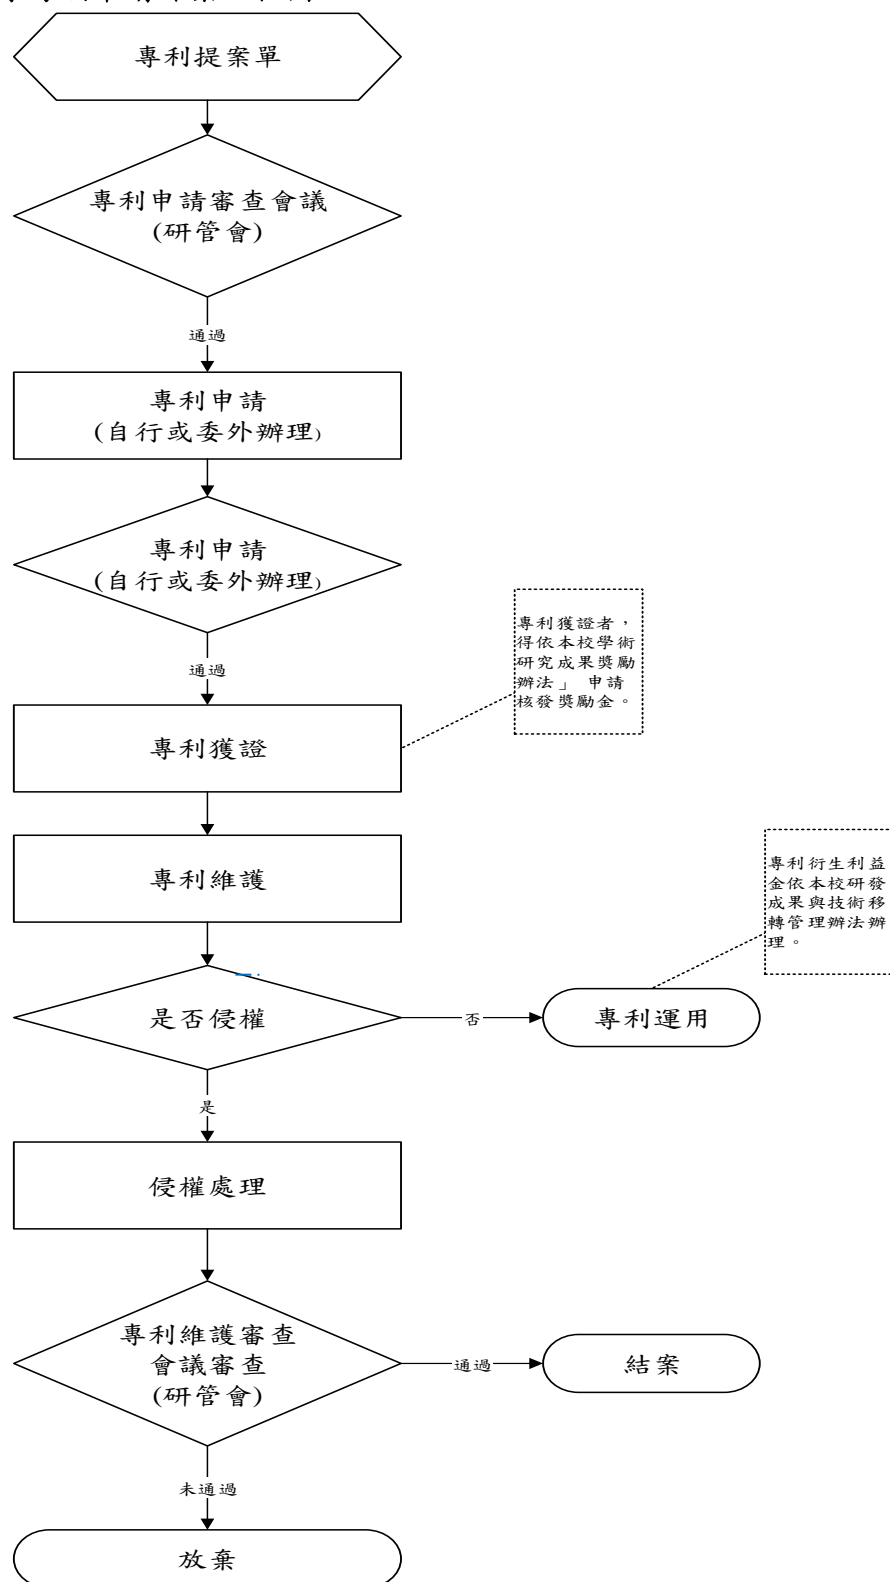 專利提案單
專利申請審查會議
(研管會)
通過
專利申請
(自行或委外辦理)
專利申請
(自行或委外辦理)
通過
專利獲證者，
得依本校學術
研究成果獎勵
辦法」 申請
核發獎勵金。
專利獲證
專利維護
專利衍生利益
金依本校研發
成果與技術移
轉管理辦法辦
理。
是否侵權
否
專利運用
是
侵權處理
專利維護審查
會議審查
(研管會)
通過
結案
未通過
放棄